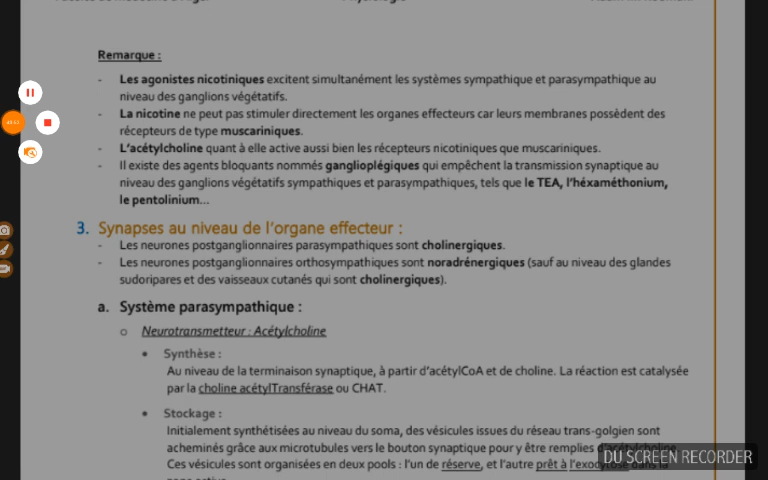 Remarque :
- Les agonistes nicotiniques excitent simultanément les systèmes sympathique et parasympathique au
niveau des ganglions végétatifs.
- La nicotine ne peut pas stimuler directement les organes effecteurs car leurs membranes possèdent des
récepteurs de type muscariniques.
- L'acétylcholine quant à elle active aussi bien les récepteurs nicotiniques que muscariniques.
- Il existe des agents bloquants nommés ganglioplégiques qui empêchent la transmission synaptique au
niveau des ganglions végétatifs sympathiques et parasympathiques, tels que le TEA, l'héxaméthonium,
le pentolinium...
3. Synapses au niveau de l'organe effecteur :
- Les neurones postganglionnaires parasympathiques sont cholinergiques.
- Les neurones postganglionnaires orthosympathiques sont noradrénergiques (sauf au niveau des glandes
sudoripares et des vaisseaux cutanés qui sont cholinergiques).
a. Système parasympathique :
o Neurotransmetteur : Acétylcholine
• Synthèse :
Au niveau de la terminaison synaptique, à partir d'acétylCoA et de choline. La réaction est catalysée
par la choline acétylTransférase ou CHAT.
• Stockage :
Initialement synthétisées au niveau du soma, des vésicules issues du réseau trans-golgien sont
acheminés grâce aux microtubules vers le bouton synaptique pour y être remplies d'acétylcholine
Ces vésicules sont organisées en deux pools : l'un de réserve, et l'autre prêt à l'exocytose dans la
DU SCREEN RECORDER